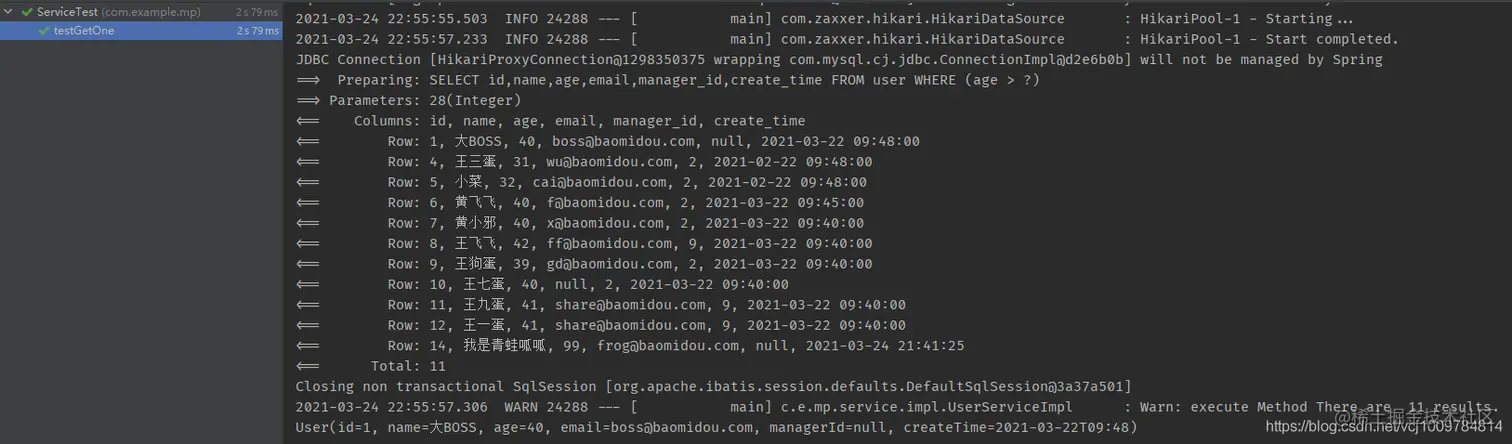 ServiceTest (com.example.mp) 2 s 79 ms
testGetOne 2 s 79 ms
2021-03-24 22:55:55.503  INFO 24288 --- [           main] com.zaxxer.hikari.HikariDataSource       : HikariPool-1 - Starting...
2021-03-24 22:55:57.233  INFO 24288 --- [           main] com.zaxxer.hikari.HikariDataSource       : HikariPool-1 - Start completed.
JDBC Connection [HikariProxyConnection@1298350375 wrapping com.mysql.cj.jdbc.ConnectionImpl@d2e6b0b] will not be managed by Spring
==>  Preparing: SELECT id,name,age,email,manager_id,create_time FROM user WHERE (age > ?)
==> Parameters: 28(Integer)
<==    Columns: id, name, age, email, manager_id, create_time
<==        Row: 1, 大BOSS, 40, boss@baomidou.com, null, 2021-03-22 09:48:00
<==        Row: 4, 王三蛋, 31, wu@baomidou.com, 2, 2021-02-22 09:48:00
<==        Row: 5, 小菜, 32, cai@baomidou.com, 2, 2021-02-22 09:48:00
<==        Row: 6, 黄飞飞, 40, f@baomidou.com, 2, 2021-03-22 09:45:00
<==        Row: 7, 黄小邪, 40, x@baomidou.com, 2, 2021-03-22 09:40:00
<==        Row: 8, 王飞飞, 42, ff@baomidou.com, 9, 2021-03-22 09:40:00
<==        Row: 9, 王狗蛋, 39, gd@baomidou.com, 2, 2021-03-22 09:40:00
<==        Row: 10, 王七蛋, 40, null, 2, 2021-03-22 09:40:00
<==        Row: 11, 王九蛋, 41, share@baomidou.com, 9, 2021-03-22 09:40:00
<==        Row: 12, 王一蛋, 41, share@baomidou.com, 9, 2021-03-22 09:40:00
<==        Row: 14, 我是青蛙呱呱, 99, frog@baomidou.com, null, 2021-03-24 21:41:25
<==      Total: 11
Closing non transactional SqlSession [org.apache.ibatis.session.defaults.DefaultSqlSession@3a37a501]
2021-03-24 22:55:57.306  WARN 24288 --- [           main] c.e.mp.service.impl.UserServiceImpl      : Warn: execute Method There are  11 results.
User(id=1, name=大BOSS, age=40, email=boss@baomidou.com, managerId=null, createTime=2021-03-22T09:48)
@稀土掘金技术社区
https://blog.csdn.net/vcj1009784814